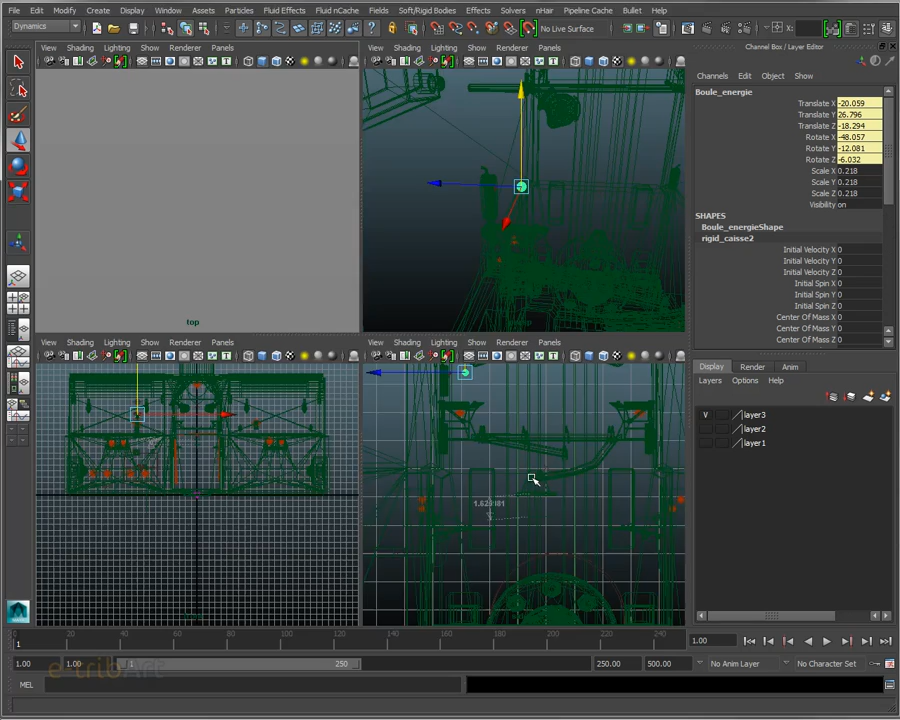 File Edit Modify Create Display Window Assets Particles Fluid Effects Fluid nCache Fields Soft/Rigid Bodies Effects Solvers nHair Pipeline Cache Bullet Help
Dynamics
No Live Surface
Channel Box / Layer Editor
View Shading Lighting Show Renderer Panels
View Shading Lighting Show Renderer Panels
Channels Edit Object Show
Boule_energie
Translate X -20.059
Translate Y 26.796
Translate Z -18.294
Rotate X -48.057
Rotate Y -12.081
Rotate Z -6.032
Scale X 0.218
Scale Y 0.218
Scale Z 0.218
Visibility on
SHAPES
Boule_energieShape
rigid_caisse2
Initial Velocity X 0
Initial Velocity Y 0
Initial Velocity Z 0
Initial Spin X 0
Initial Spin Y 0
Initial Spin Z 0
Center Of Mass X 0
Center Of Mass Y 0
Center Of Mass Z 0
top
View Shading Lighting Show Renderer Panels
View Shading Lighting Show Renderer Panels
Display Render Anim
Layers Options Help
V layer3
layer2
layer1
0 20 40 60 80 100 120 140 160 180 200 220 240
1
1.00
1.00 1.00 1 250 250.00 500.00 No Anim Layer No Character Set
e-tribArt
MEL